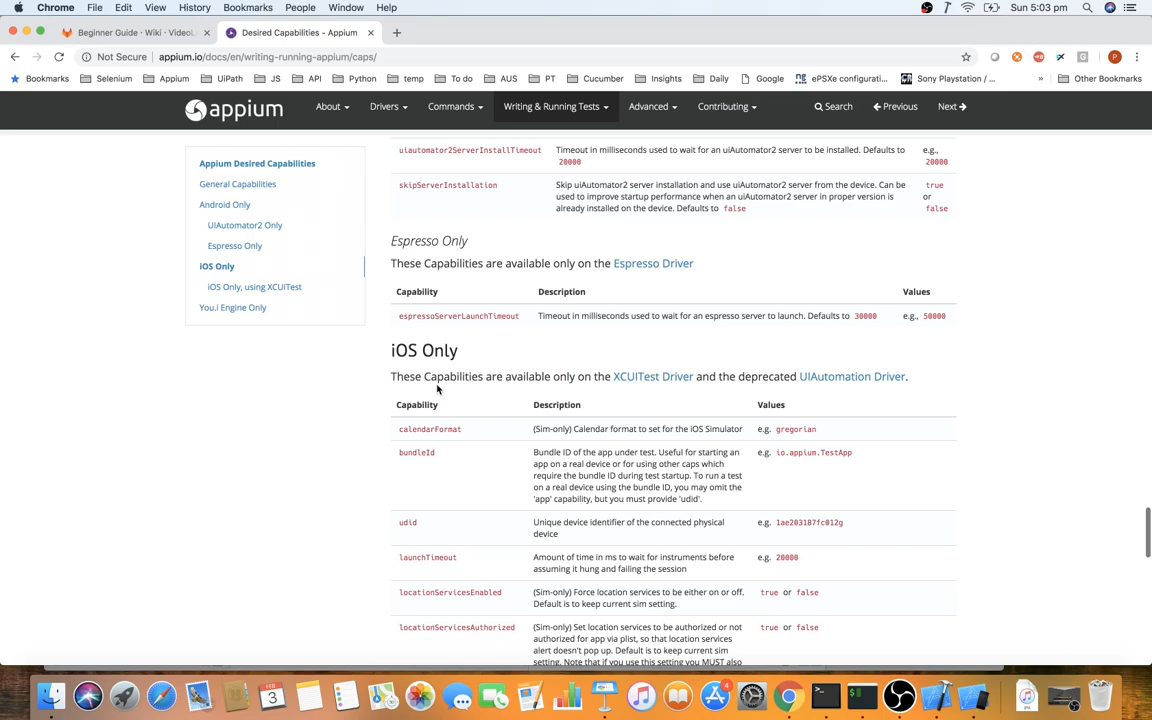 Chrome File Edit View History Bookmarks People Window Help Sun 5:03 pm
Beginner Guide · Wiki · VideoL Desired Capabilities - Appium
Not Secure appium.io/docs/en/writing-running-appium/caps/
Bookmarks Selenium Appium UiPath JS API Python temp To do AUS PT Cucumber Insights Daily Google ePSXe configurati... Sony Playstation / ... » Other Bookmarks
appium About Drivers Commands Writing & Running Tests Advanced Contributing Search Previous Next
Appium Desired Capabilities
General Capabilities
Android Only
UIAutomator2 Only
Espresso Only
iOS Only
iOS Only, using XCUITest
You.i Engine Only
uiautomator2ServerInstallTimeout Timeout in milliseconds used to wait for an uiAutomator2 server to be installed. Defaults to e.g.,
20000 20000
skipServerInstallation Skip uiAutomator2 server installation and use uiAutomator2 server from the device. Can be true
used to improve startup performance when an uiAutomator2 server in proper version is or
already installed on the device. Defaults to false false
Espresso Only
These Capabilities are available only on the Espresso Driver
Capability Description Values
espressoServerLaunchTimeout Timeout in milliseconds used to wait for an espresso server to launch. Defaults to 30000 e.g., 50000
iOS Only
These Capabilities are available only on the XCUITest Driver and the deprecated UIAutomation Driver.
Capability Description Values
calendarFormat (Sim-only) Calendar format to set for the iOS Simulator e.g. gregorian
bundleId Bundle ID of the app under test. Useful for starting an e.g. io.appium.TestApp
app on a real device or for using other caps which
require the bundle ID during test startup. To run a test
on a real device using the bundle ID, you may omit the
'app' capability, but you must provide 'udid'.
udid Unique device identifier of the connected physical e.g. 1ae203187fc012g
device
launchTimeout Amount of time in ms to wait for instruments before e.g. 20000
assuming it hung and failing the session
locationServicesEnabled (Sim-only) Force location services to be either on or off. true or false
Default is to keep current sim setting.
locationServicesAuthorized (Sim-only) Set location services to be authorized or not true or false
authorized for app via plist, so that location services
alert doesn't pop up. Default is to keep current sim
setting. Note that if you use this setting you MUST also